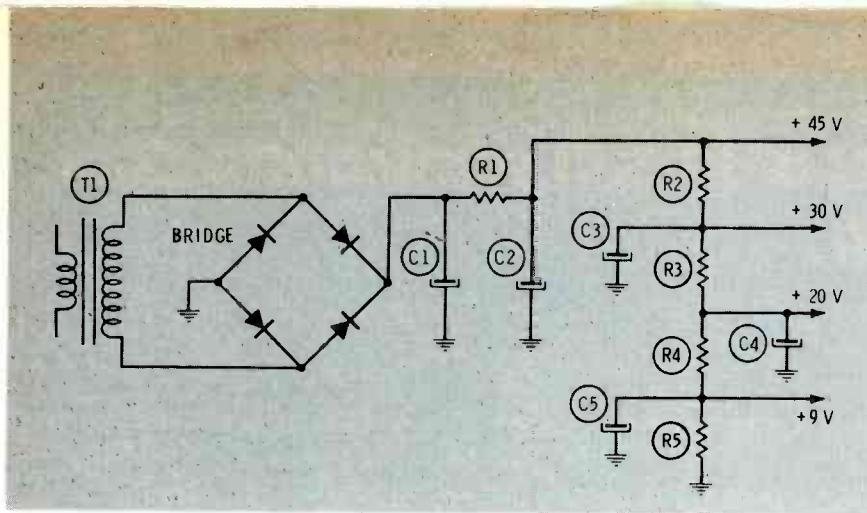 + 45 V
R1
T1
R2
BRIDGE
+ 30 V
C3
C1
C2
R3
+ 20 V
R4
C4
C5
+9 V
R5